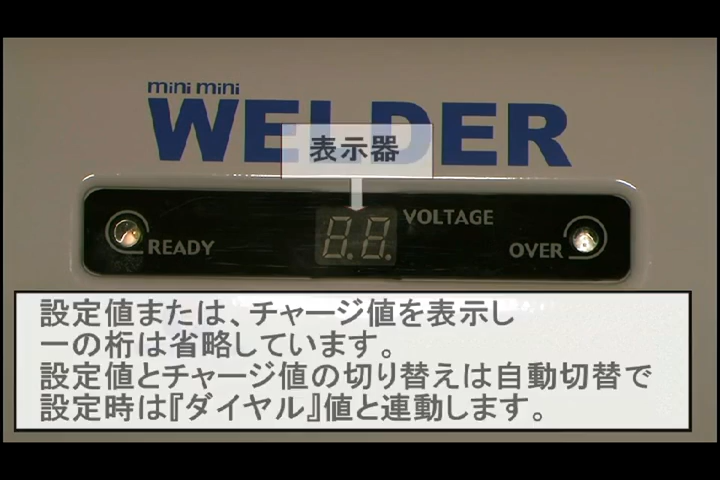 mini mini
WELDER
表示器
VOLTAGE
READY
OVER
設定値または、チャージ値を表示し
一の桁は省略しています。
設定値とチャージ値の切り替えは自動切替で
設定時は『ダイヤル』値と連動します。